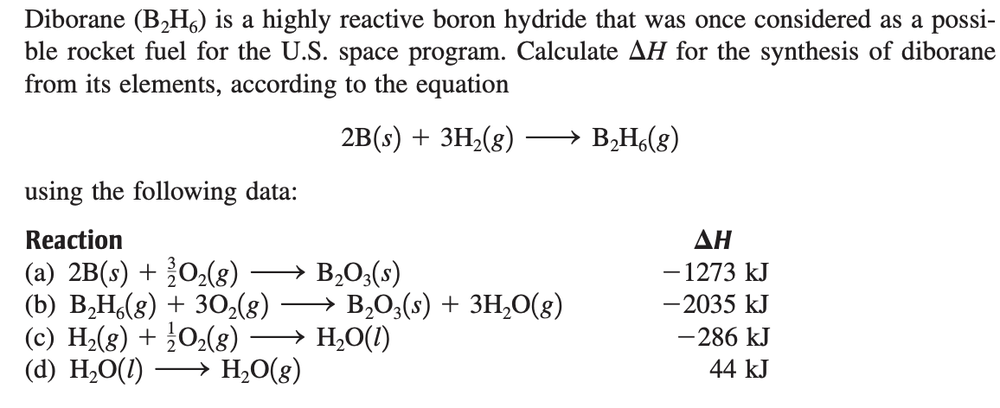 Diborane (B₂H₆) is a highly reactive boron hydride that was once considered as a possi-
ble rocket fuel for the U.S. space program. Calculate ΔH for the synthesis of diborane
from its elements, according to the equation
2B(s) + 3H₂(g) ⟶ B₂H₆(g)
using the following data:
Reaction ΔH
(a) 2B(s) + 3/2O₂(g) ⟶ B₂O₃(s) −1273 kJ
(b) B₂H₆(g) + 3O₂(g) ⟶ B₂O₃(s) + 3H₂O(g) −2035 kJ
(c) H₂(g) + 1/2O₂(g) ⟶ H₂O(l) −286 kJ
(d) H₂O(l) ⟶ H₂O(g) 44 kJ